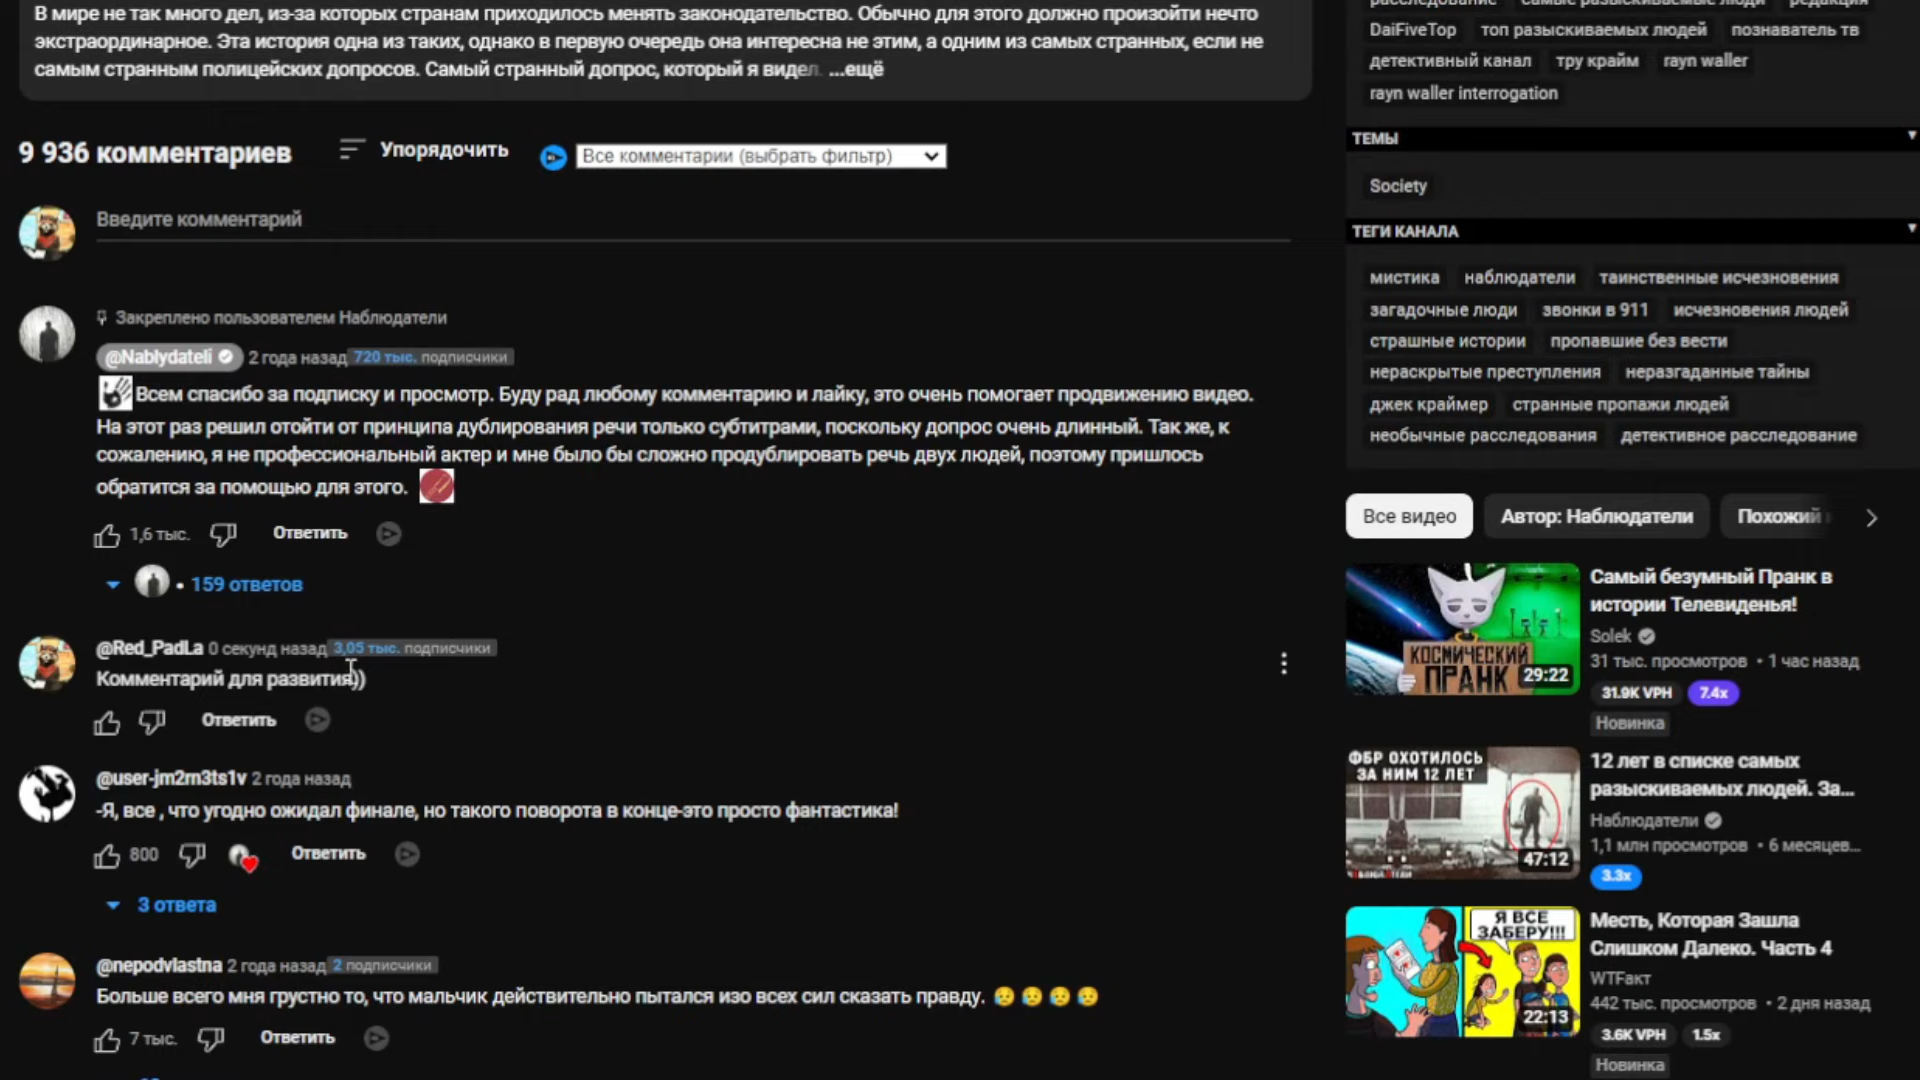 В мире не так много дел, из-за которых странам приходилось менять законодательство. Обычно для этого должно произойти нечто
экстраординарное. Эта история одна из таких, однако в первую очередь она интересна не этим, а одним из самых странных, если не
самым странным полицейских допросов. Самый странный допрос, который я видел. ...ещё
9 936 комментариев
Упорядочить
Все комментарии (выбрать фильтр)
Введите комментарий
Закреплено пользователем Наблюдатели
@Nablydateli 2 года назад 720 тыс. подписчики
Всем спасибо за подписку и просмотр. Буду рад любому комментарию и лайку, это очень помогает продвижению видео.
На этот раз решил отойти от принципа дублирования речи только субтитрами, поскольку допрос очень длинный. Так же, к
сожалению, я не профессиональный актер и мне было бы сложно продублировать речь двух людей, поэтому пришлось
обратится за помощью для этого.
1,6 тыс. Ответить
• 159 ответов
@Red_PadLa 0 секунд назад 3,05 тыс. подписчики
Комментарий для развития))
Ответить
@user-jm2rn3ts1v 2 года назад
-Я, все , что угодно ожидал финале, но такого поворота в конце-это просто фантастика!
800 Ответить
3 ответа
@nepodvlastna 2 года назад 2 подписчики
Больше всего мня грустно то, что мальчик действительно пытался изо всех сил сказать правду. 😥 😥 😥 😥
7 тыс. Ответить
расследование самые разыскиваемые люди редакция
DaiFiveTop топ разыскиваемых людей познаватель тв
детективный канал тру крайм rayn waller
rayn waller interrogation
ТЕМЫ
Society
ТЕГИ КАНАЛА
мистика наблюдатели таинственные исчезновения
загадочные люди звонки в 911 исчезновения людей
страшные истории пропавшие без вести
нераскрытые преступления неразгаданные тайны
джек краймер странные пропажи людей
необычные расследования детективное расследование
Все видео Автор: Наблюдатели Похожий
КОСМИЧЕСКИЙ
ПРАНК
29:22
Самый безумный Пранк в
истории Телевиденья!
Solek
31 тыс. просмотров • 1 час назад
31.9K VPH 7.4x
Новинка
ФБР ОХОТИЛОСЬ
ЗА НИМ 12 ЛЕТ
НАБЛЮДАТЕЛИ
47:12
12 лет в списке самых
разыскиваемых людей. За...
Наблюдатели
1,1 млн просмотров • 6 месяцев...
3.3x
Я ВСЕ
ЗАБЕРУ!!!
22:13
Месть, Которая Зашла
Слишком Далеко. Часть 4
WTFакт
442 тыс. просмотров • 2 дня назад
3.6K VPH 1.5x
Новинка